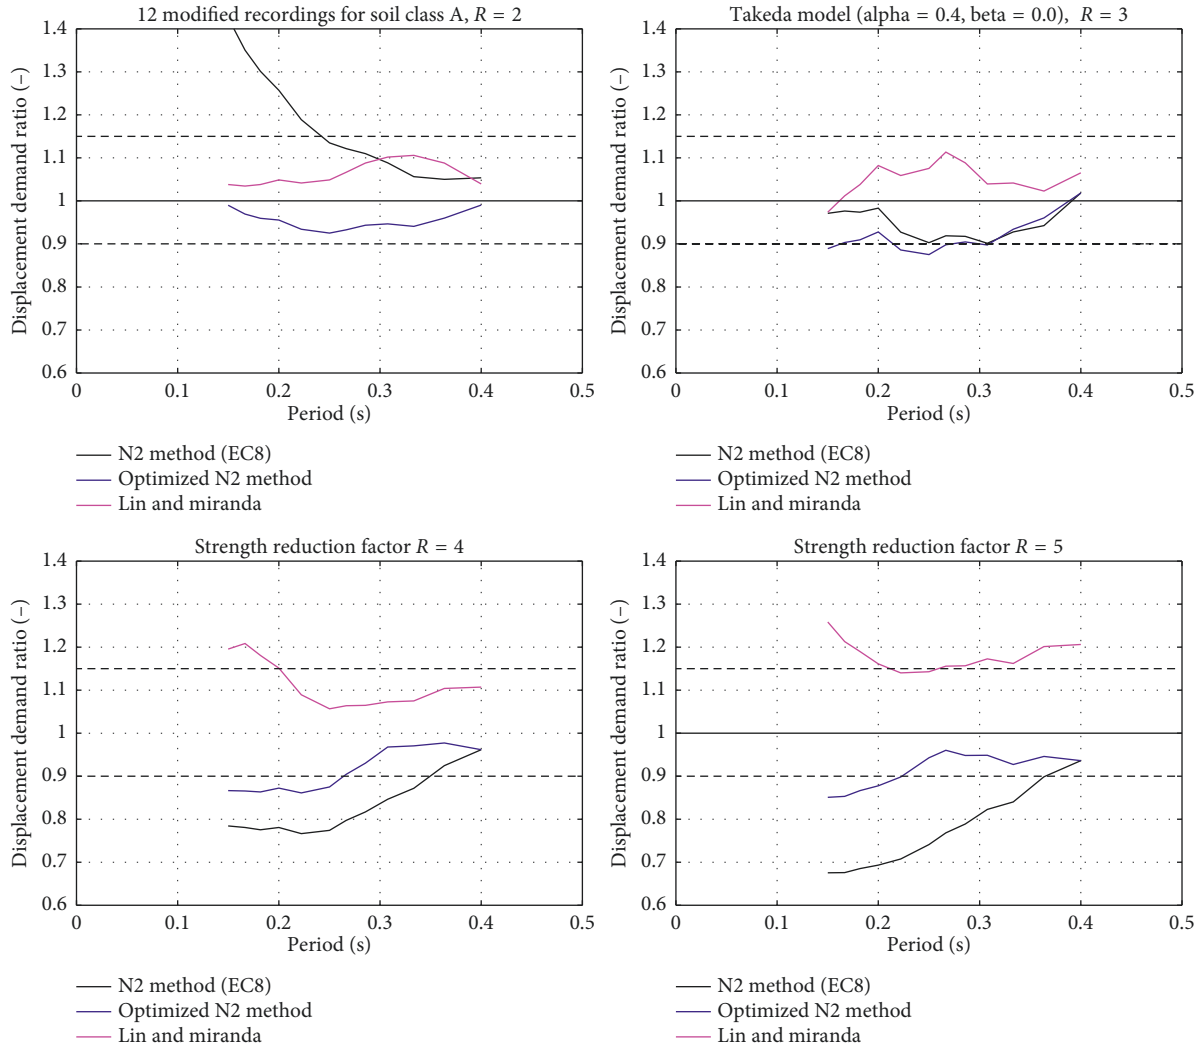 12 modified recordings for soil class A, R = 2
1.4
1.3
1.2
1.1
1
0.9
0.8
0.7
0.6
Displacement demand ratio (–)
0 0.1 0.2 0.3 0.4 0.5
Period (s)
N2 method (EC8)
Optimized N2 method
Lin and miranda
Takeda model (alpha = 0.4, beta = 0.0), R = 3
1.4
1.3
1.2
1.1
1
0.9
0.8
0.7
0.6
Displacement demand ratio (–)
0 0.1 0.2 0.3 0.4 0.5
Period (s)
N2 method (EC8)
Optimized N2 method
Lin and miranda
Strength reduction factor R = 4
1.4
1.3
1.2
1.1
1
0.9
0.8
0.7
0.6
Displacement demand ratio (–)
0 0.1 0.2 0.3 0.4 0.5
Period (s)
N2 method (EC8)
Optimized N2 method
Lin and miranda
Strength reduction factor R = 5
1.4
1.3
1.2
1.1
1
0.9
0.8
0.7
0.6
Displacement demand ratio (–)
0 0.1 0.2 0.3 0.4 0.5
Period (s)
N2 method (EC8)
Optimized N2 method
Lin and miranda